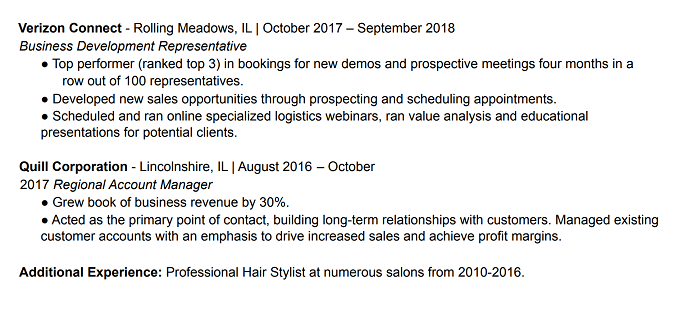 Verizon Connect - Rolling Meadows, IL | October 2017 – September 2018
Business Development Representative
● Top performer (ranked top 3) in bookings for new demos and prospective meetings four months in a
row out of 100 representatives.
● Developed new sales opportunities through prospecting and scheduling appointments.
● Scheduled and ran online specialized logistics webinars, ran value analysis and educational
presentations for potential clients.
Quill Corporation - Lincolnshire, IL | August 2016 – October
2017 Regional Account Manager
● Grew book of business revenue by 30%.
● Acted as the primary point of contact, building long-term relationships with customers. Managed existing
customer accounts with an emphasis to drive increased sales and achieve profit margins.
Additional Experience: Professional Hair Stylist at numerous salons from 2010-2016.